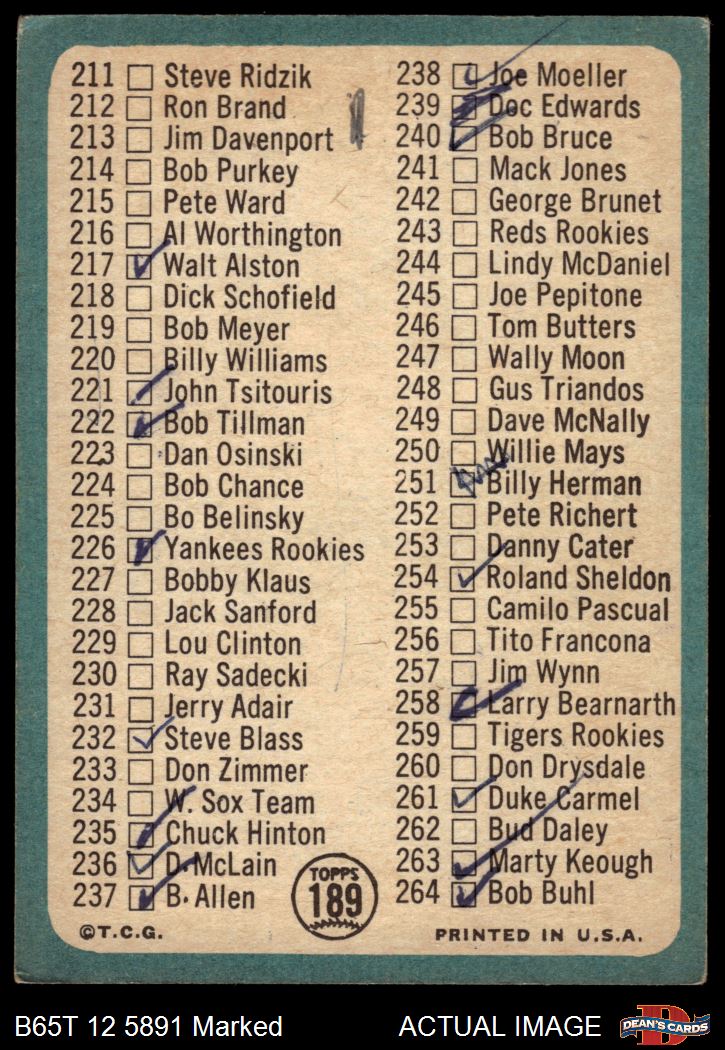 211 Steve Ridzik
212 Ron Brand
213 Jim Davenport
214 Bob Purkey
215 Pete Ward
216 Al Worthington
217 Walt Alston
218 Dick Schofield
219 Bob Meyer
220 Billy Williams
221 John Tsitouris
222 Bob Tillman
223 Dan Osinski
224 Bob Chance
225 Bo Belinsky
226 Yankees Rookies
227 Bobby Klaus
228 Jack Sanford
229 Lou Clinton
230 Ray Sadecki
231 Jerry Adair
232 Steve Blass
233 Don Zimmer
234 W. Sox Team
235 Chuck Hinton
236 D. McLain
237 B. Allen
©T.C.G.
TOPPS
189
238 Joe Moeller
239 Doc Edwards
240 Bob Bruce
241 Mack Jones
242 George Brunet
243 Reds Rookies
244 Lindy McDaniel
245 Joe Pepitone
246 Tom Butters
247 Wally Moon
248 Gus Triandos
249 Dave McNally
250 Willie Mays
251 Billy Herman
252 Pete Richert
253 Danny Cater
254 Roland Sheldon
255 Camilo Pascual
256 Tito Francona
257 Jim Wynn
258 Larry Bearnarth
259 Tigers Rookies
260 Don Drysdale
261 Duke Carmel
262 Bud Daley
263 Marty Keough
264 Bob Buhl
PRINTED IN U.S.A.
B65T 12 5891 Marked
ACTUAL IMAGE
D
DEAN'S CARDS